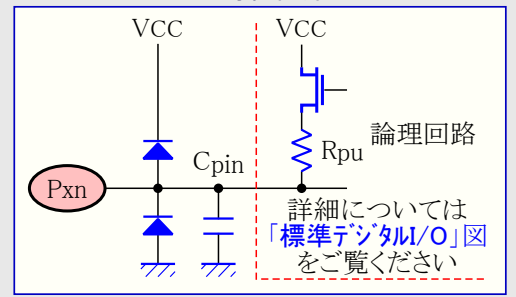 VCC
VCC
論理回路
Cpin
Rpu
Pxn
詳細については
「標準ﾃﾞｼﾞﾀﾙI/O」図
をご覧ください